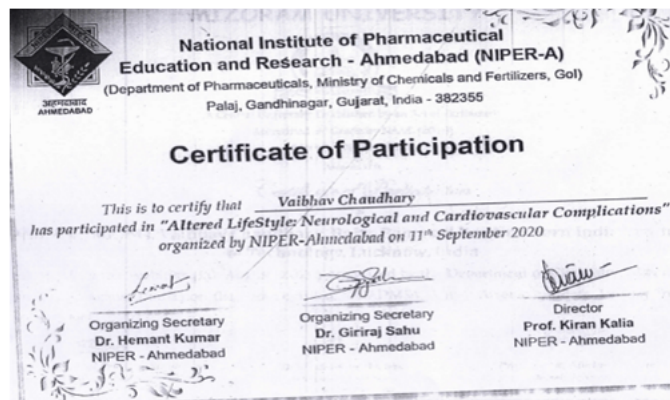 National Institute of Pharmaceutical
Education and Research - Ahmedabad (NIPER-A)
(Department of Pharmaceuticals, Ministry of Chemicals and Fertilizers, GoI)
Palaj, Gandhinagar, Gujarat, India - 382355
अहमदाबाद
AHMEDABAD
Certificate of Participation
This is to certify that Vaibhav Chaudhary
has participated in "Altered LifeStyle: Neurological and Cardiovascular Complications"
organized by NIPER-Ahmedabad on 11th September 2020
Organizing Secretary
Dr. Hemant Kumar
NIPER - Ahmedabad
Organizing Secretary
Dr. Giriraj Sahu
NIPER - Ahmedabad
Director
Prof. Kiran Kalia
NIPER - Ahmedabad